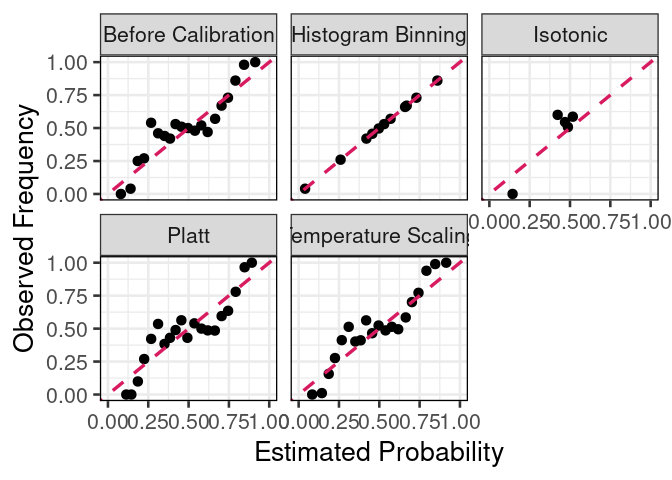 Before Calibration
Histogram Binning
Isotonic
1.00
0.75
0.50
0.25
0.00
0.00 0.25 0.50 0.75 1.00
Platt
Temperature Scaling
1.00
0.75
0.50
0.25
0.00
0.00 0.25 0.50 0.75 1.00
0.00 0.25 0.50 0.75 1.00
Observed Frequency
Estimated Probability